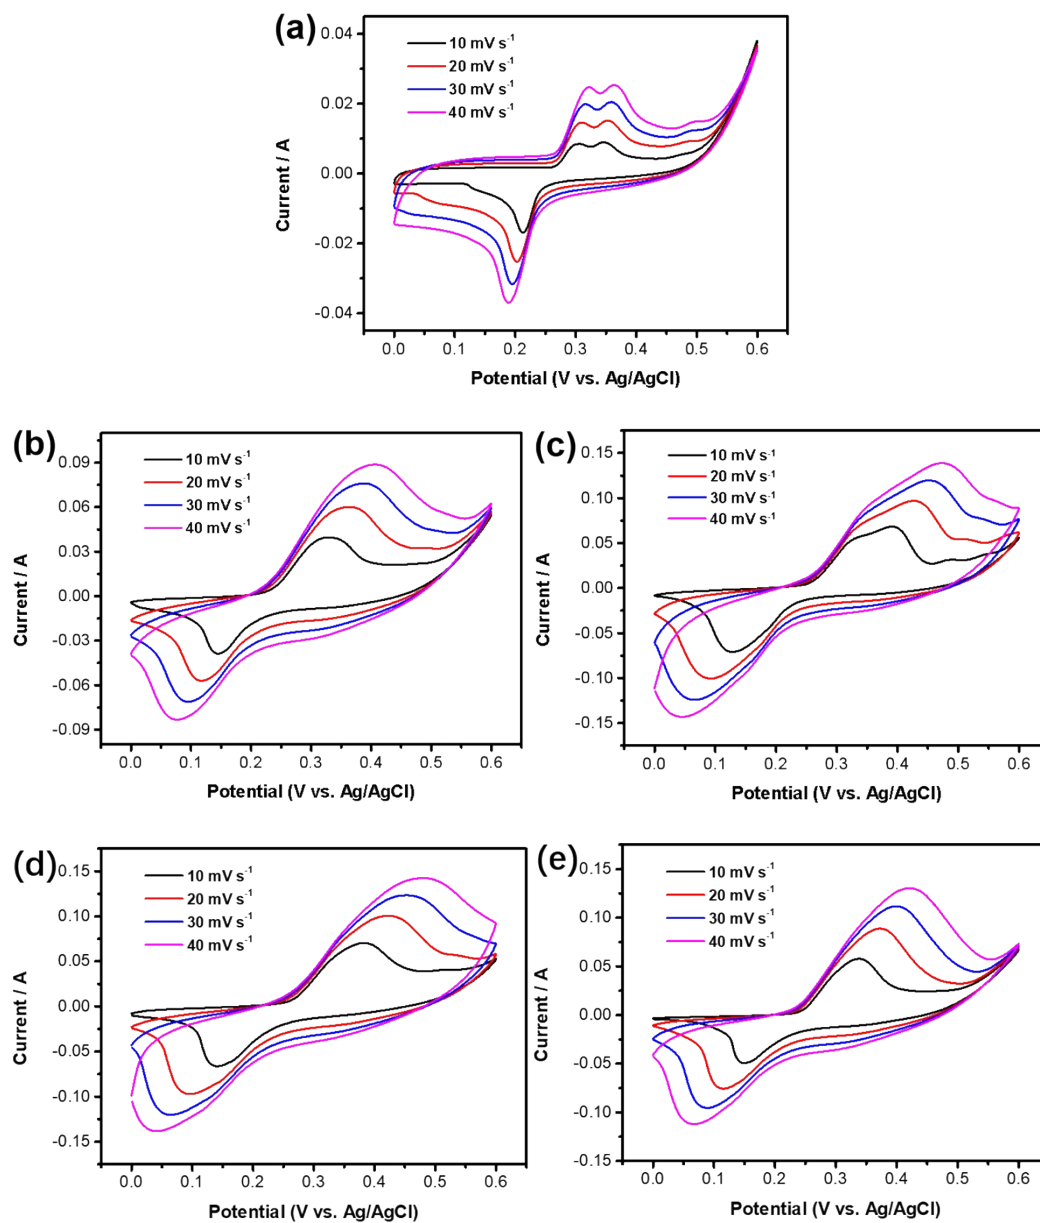 (a)
10 mV s⁻¹
20 mV s⁻¹
30 mV s⁻¹
40 mV s⁻¹
0.04
0.02
0.00
-0.02
-0.04
Current / A
0.0 0.1 0.2 0.3 0.4 0.5 0.6
Potential (V vs. Ag/AgCl)
(b)
10 mV s⁻¹
20 mV s⁻¹
30 mV s⁻¹
40 mV s⁻¹
0.09
0.06
0.03
0.00
-0.03
-0.06
-0.09
Current / A
0.0 0.1 0.2 0.3 0.4 0.5 0.6
Potential (V vs. Ag/AgCl)
(c)
10 mV s⁻¹
20 mV s⁻¹
30 mV s⁻¹
40 mV s⁻¹
0.15
0.10
0.05
0.00
-0.05
-0.10
-0.15
Current / A
0.0 0.1 0.2 0.3 0.4 0.5 0.6
Potential (V vs. Ag/AgCl)
(d)
10 mV s⁻¹
20 mV s⁻¹
30 mV s⁻¹
40 mV s⁻¹
0.15
0.10
0.05
0.00
-0.05
-0.10
-0.15
Current / A
0.0 0.1 0.2 0.3 0.4 0.5 0.6
Potential (V vs. Ag/AgCl)
(e)
10 mV s⁻¹
20 mV s⁻¹
30 mV s⁻¹
40 mV s⁻¹
0.15
0.10
0.05
0.00
-0.05
-0.10
-0.15
Current / A
0.0 0.1 0.2 0.3 0.4 0.5 0.6
Potential (V vs. Ag/AgCl)